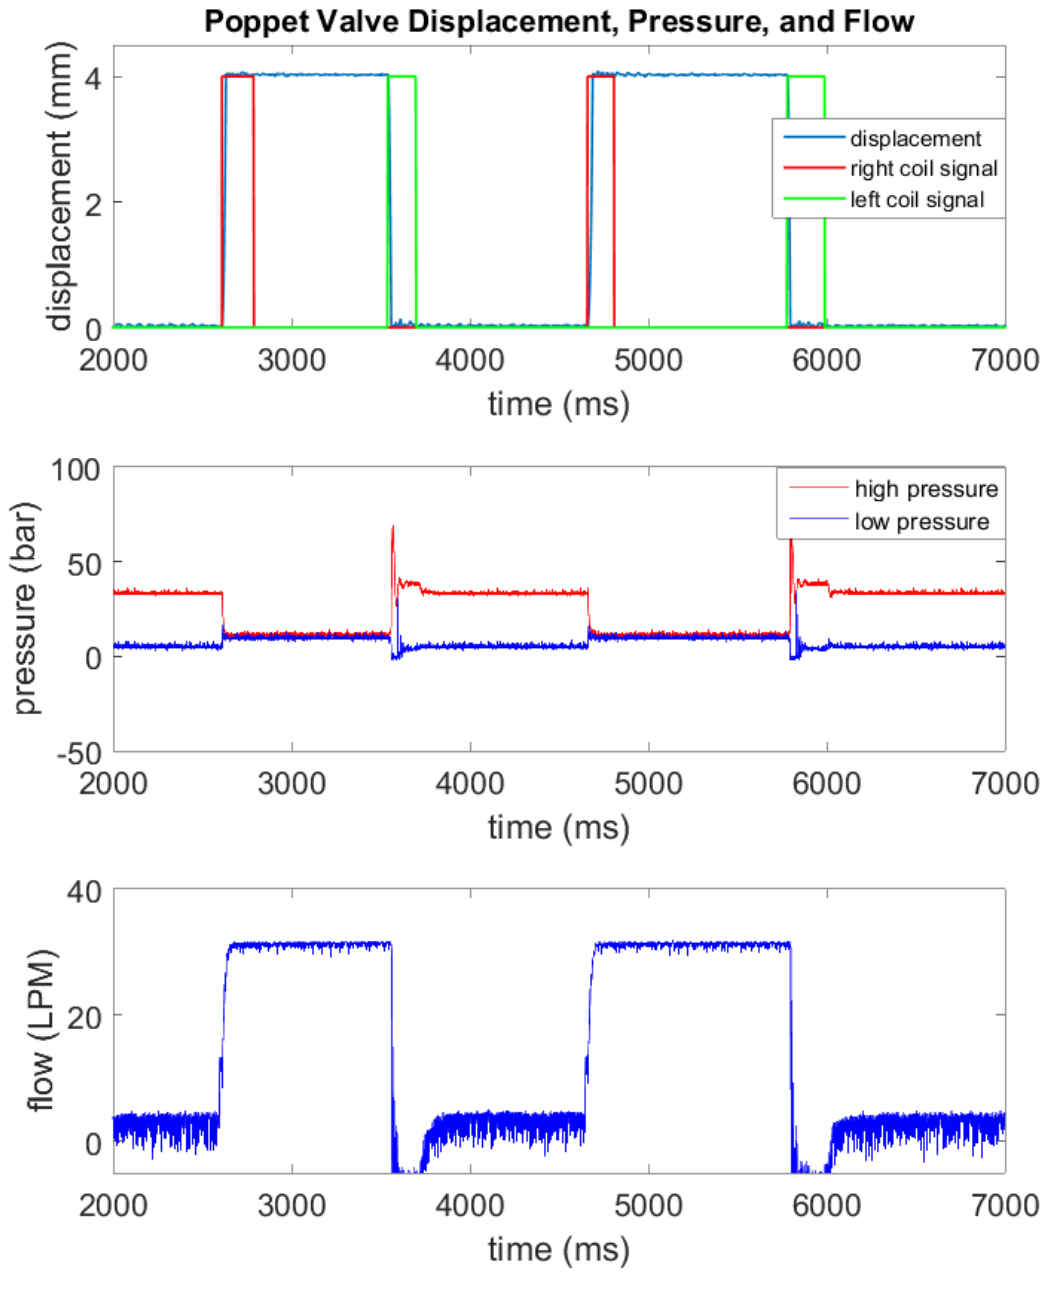 Poppet Valve Displacement, Pressure, and Flow
displacement (mm)
4
2
0
displacement
right coil signal
left coil signal
2000 3000 4000 5000 6000 7000
time (ms)
pressure (bar)
100
50
0
-50
high pressure
low pressure
2000 3000 4000 5000 6000 7000
time (ms)
flow (LPM)
40
20
0
2000 3000 4000 5000 6000 7000
time (ms)